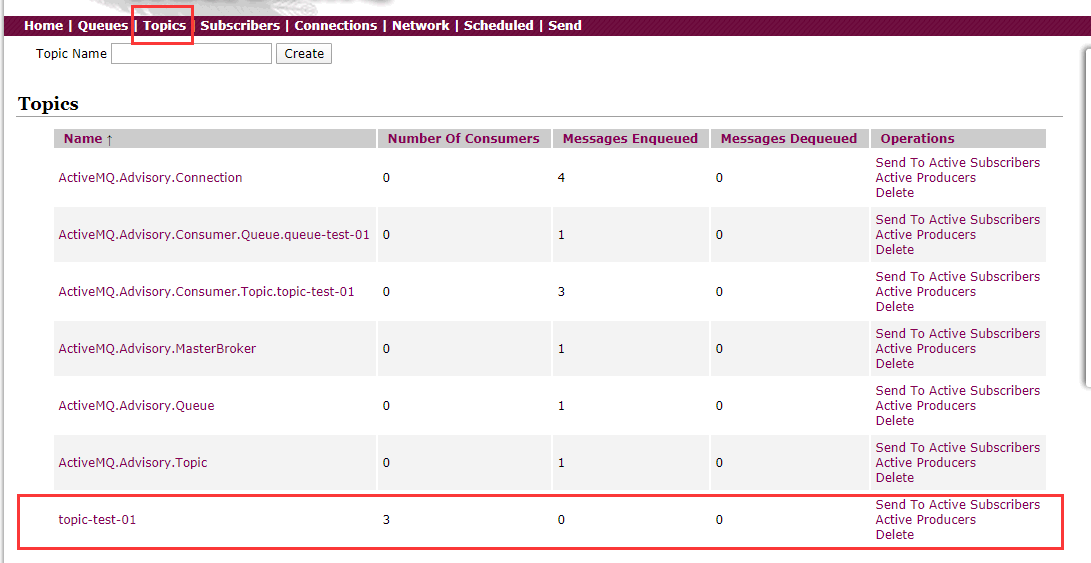 Home | Queues | Topics | Subscribers | Connections | Network | Scheduled | Send
Topic Name Create
Topics
Name ↑ Number Of Consumers Messages Enqueued Messages Dequeued Operations
ActiveMQ.Advisory.Connection 0 4 0 Send To Active Subscribers
Active Producers
Delete
ActiveMQ.Advisory.Consumer.Queue.queue-test-01 0 1 0 Send To Active Subscribers
Active Producers
Delete
ActiveMQ.Advisory.Consumer.Topic.topic-test-01 0 3 0 Send To Active Subscribers
Active Producers
Delete
ActiveMQ.Advisory.MasterBroker 0 1 0 Send To Active Subscribers
Active Producers
Delete
ActiveMQ.Advisory.Queue 0 1 0 Send To Active Subscribers
Active Producers
Delete
ActiveMQ.Advisory.Topic 0 1 0 Send To Active Subscribers
Active Producers
Delete
topic-test-01 3 0 0 Send To Active Subscribers
Active Producers
Delete